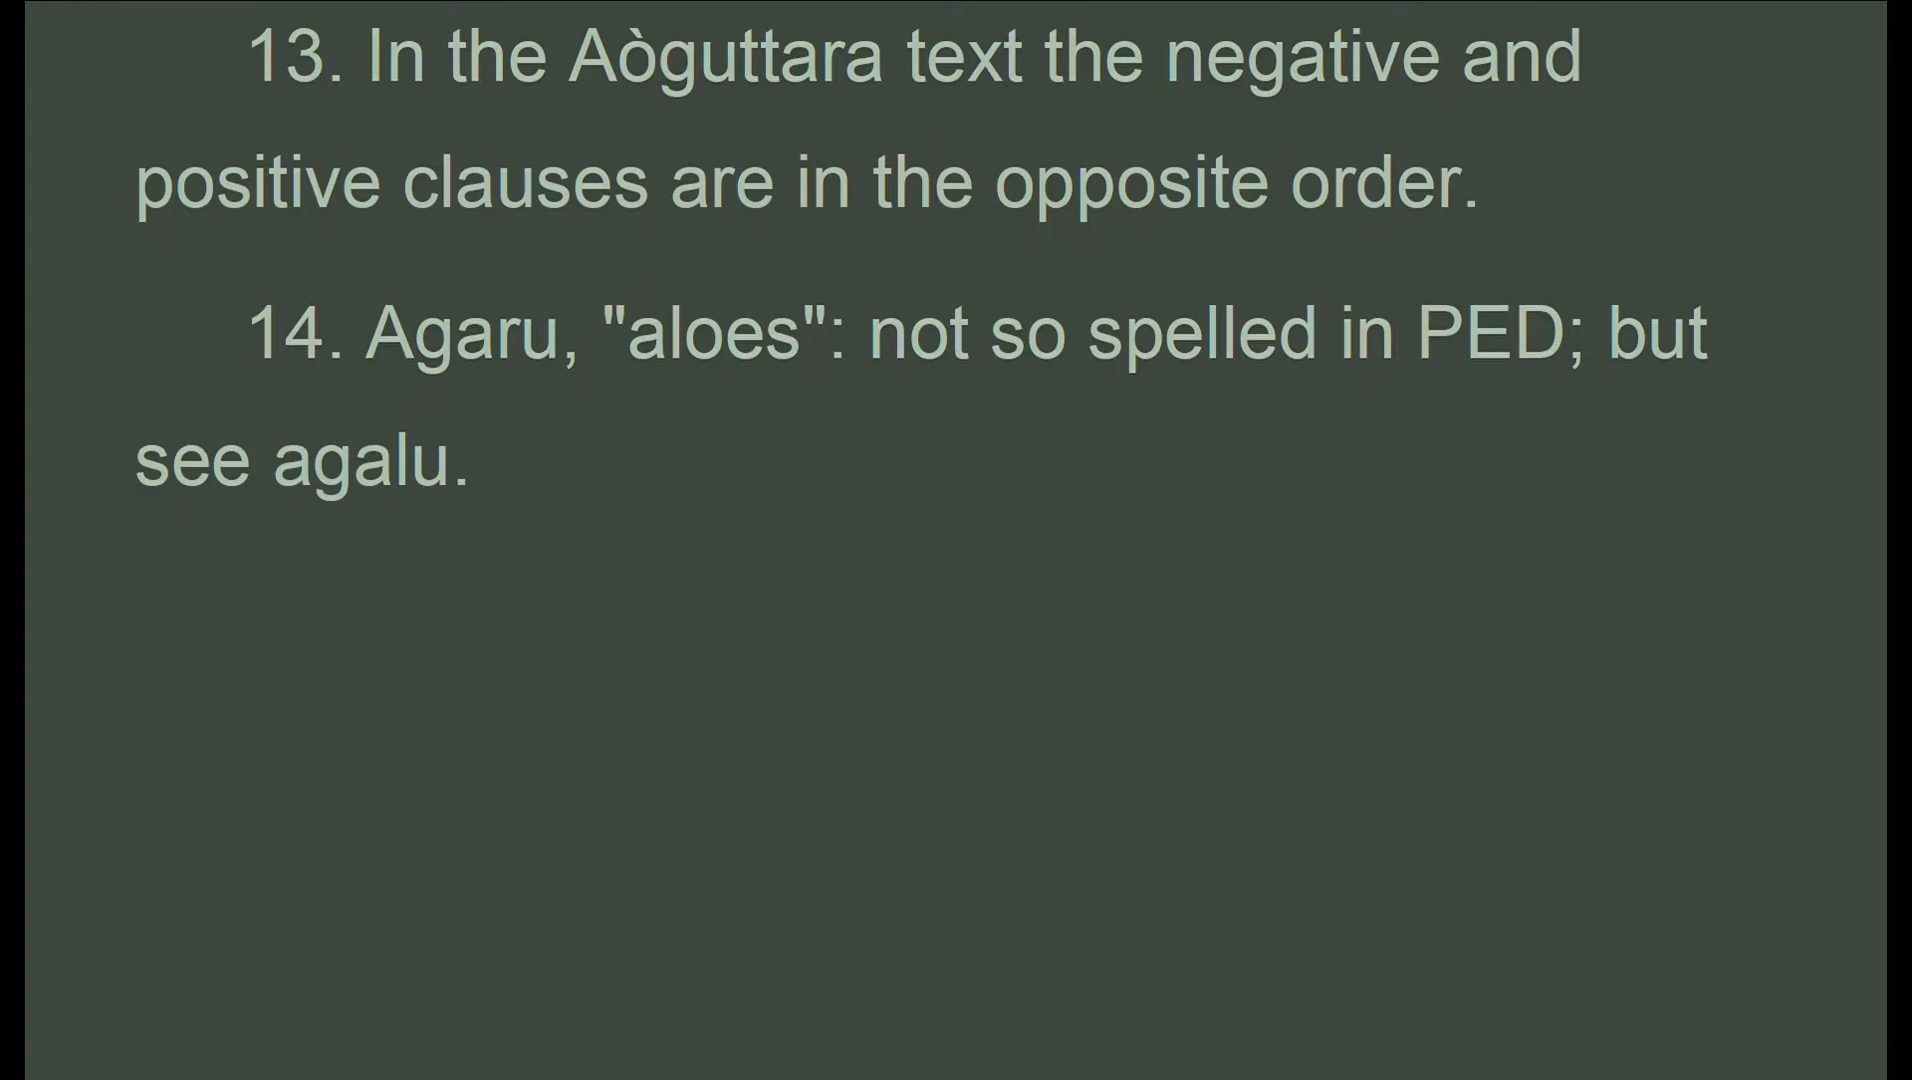 13. In the Aòguttara text the negative and
positive clauses are in the opposite order.
14. Agaru, "aloes": not so spelled in PED; but
see agalu.